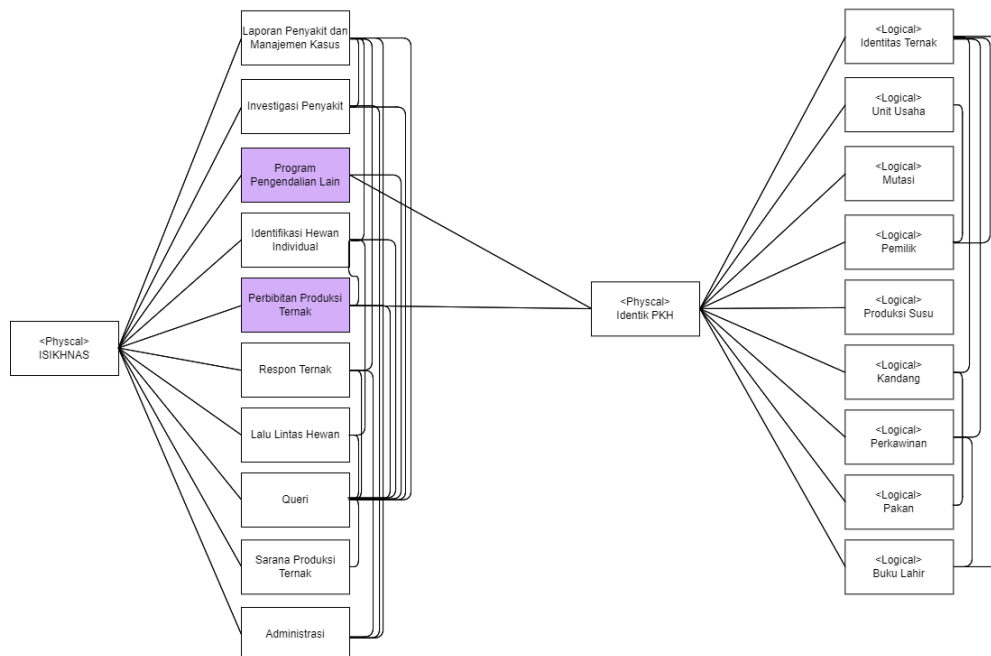 Laporan Penyakit dan
Manajemen Kasus
Investigasi Penyakit
Program
Pengendalian Lain
Identifikasi Hewan
Individual
Perbibitan Produksi
Ternak
<Physcal>
ISIKHNAS
Respon Ternak
Lalu Lintas Hewan
Queri
Sarana Produksi
Ternak
Administrasi
<Physcal>
Identik PKH
<Logical>
Identitas Ternak
<Logical>
Unit Usaha
<Logical>
Mutasi
<Logical>
Pemilik
<Logical>
Produksi Susu
<Logical>
Kandang
<Logical>
Perkawinan
<Logical>
Pakan
<Logical>
Buku Lahir